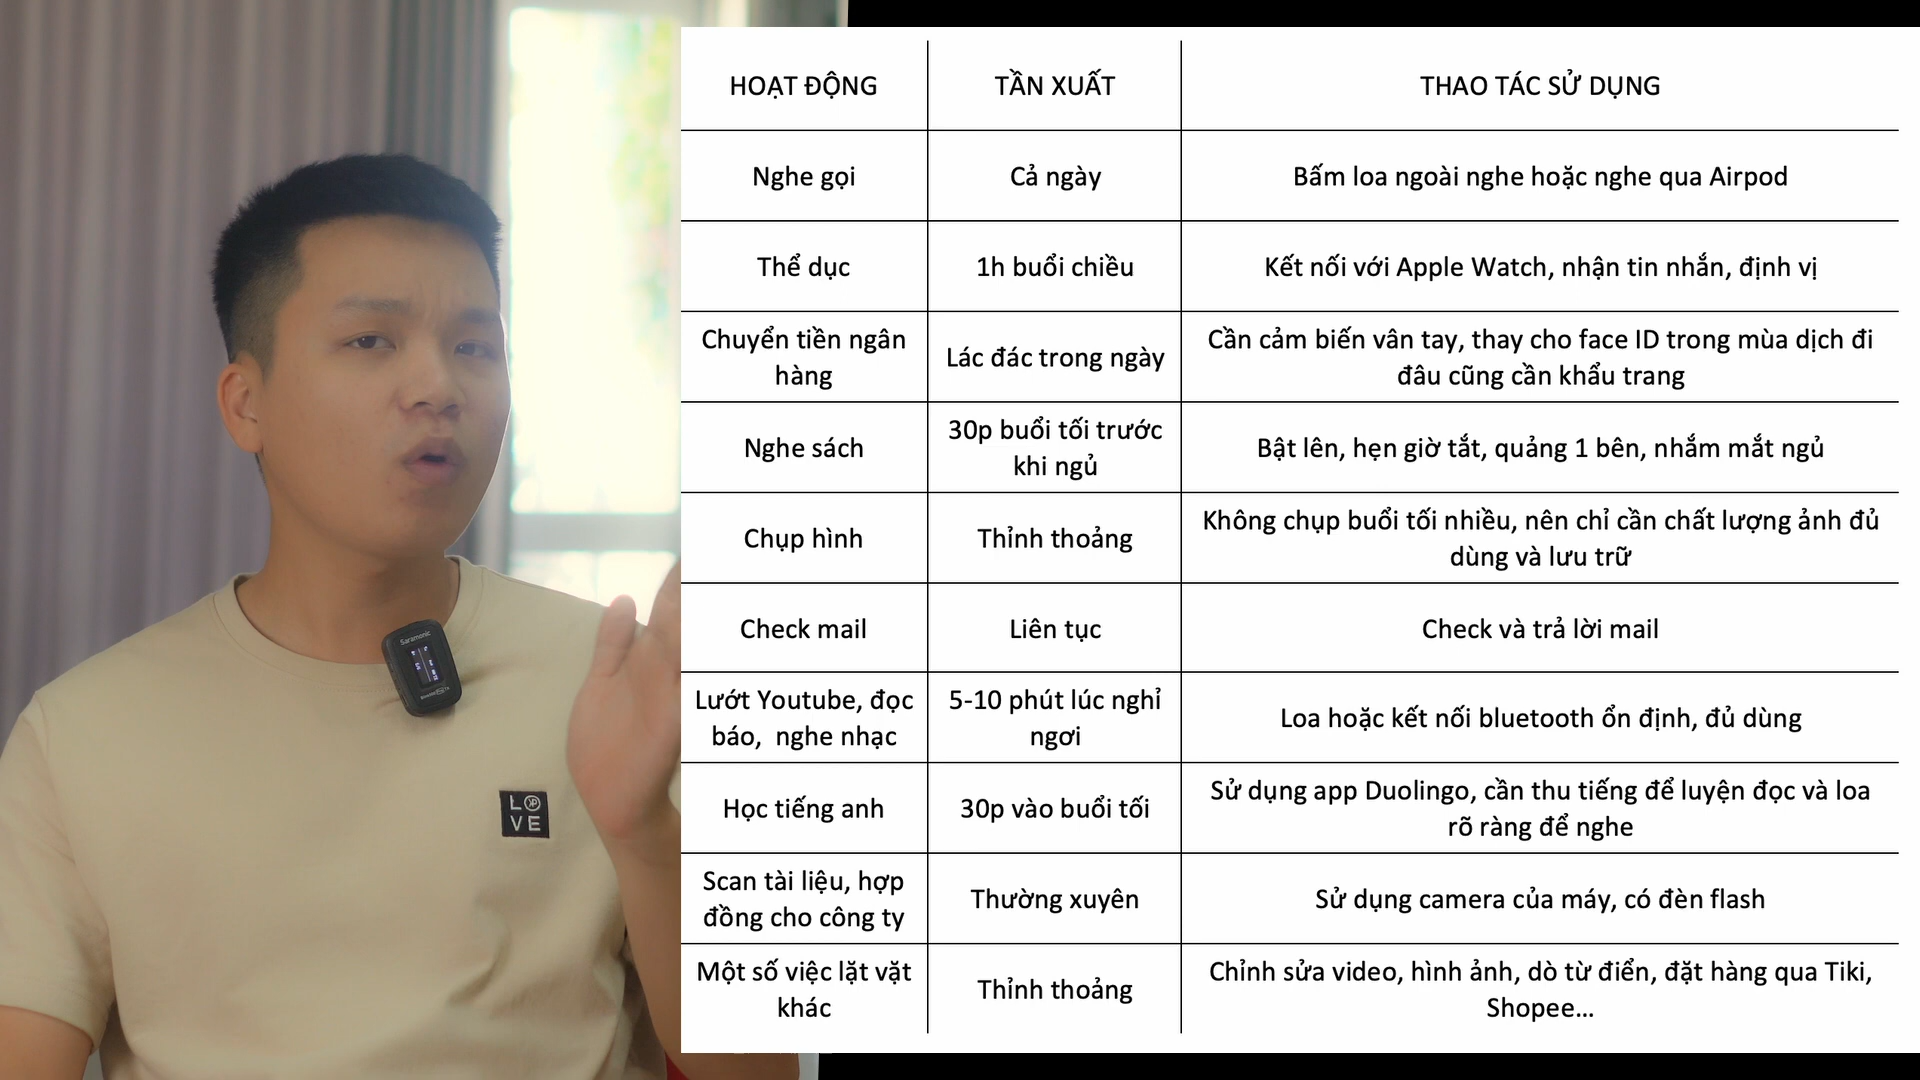 HOẠT ĐỘNG
TẦN XUẤT
THAO TÁC SỬ DỤNG
Nghe gọi
Cả ngày
Bấm loa ngoài nghe hoặc nghe qua Airpod
Thể dục
1h buổi chiều
Kết nối với Apple Watch, nhận tin nhắn, định vị
Chuyển tiền ngân
hàng
Lác đác trong ngày
Cần cảm biến vân tay, thay cho face ID trong mùa dịch đi
đâu cũng cần khẩu trang
Nghe sách
30p buổi tối trước
khi ngủ
Bật lên, hẹn giờ tắt, quảng 1 bên, nhắm mắt ngủ
Chụp hình
Thỉnh thoảng
Không chụp buổi tối nhiều, nên chỉ cần chất lượng ảnh đủ
dùng và lưu trữ
Check mail
Liên tục
Check và trả lời mail
Lướt Youtube, đọc
báo, nghe nhạc
5-10 phút lúc nghỉ
ngơi
Loa hoặc kết nối bluetooth ổn định, đủ dùng
Học tiếng anh
30p vào buổi tối
Sử dụng app Duolingo, cần thu tiếng để luyện đọc và loa
rõ ràng để nghe
Scan tài liệu, hợp
đồng cho công ty
Thường xuyên
Sử dụng camera của máy, có đèn flash
Một số việc lặt vặt
khác
Thỉnh thoảng
Chỉnh sửa video, hình ảnh, dò từ điển, đặt hàng qua Tiki,
Shopee...
Saramonic
LOVE